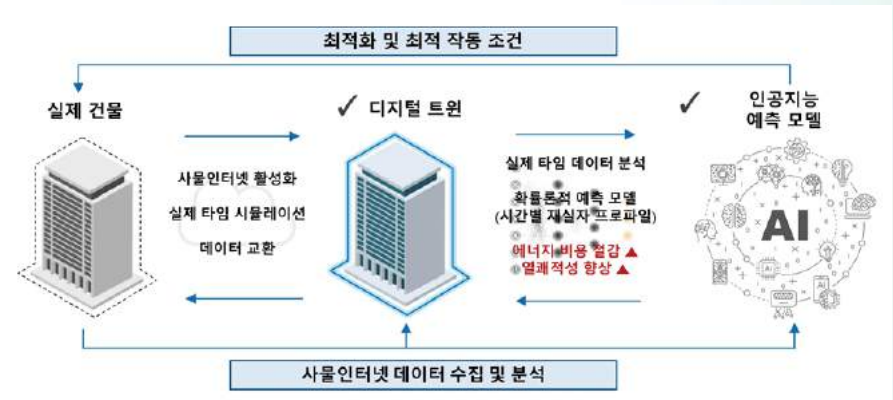 최적화 및 최적 작동 조건
실제 건물
✓ 디지털 트윈
✓ 인공지능
예측 모델
사물인터넷 활성화
실제 타임 시뮬레이션
데이터 교환
실제 타임 데이터 분석
확률론적 예측 모델
(시간별 재실자 프로파일)
에너지 비용 절감 ▲
열쾌적성 향상 ▲
AI
Ai
Ai
사물인터넷 데이터 수집 및 분석